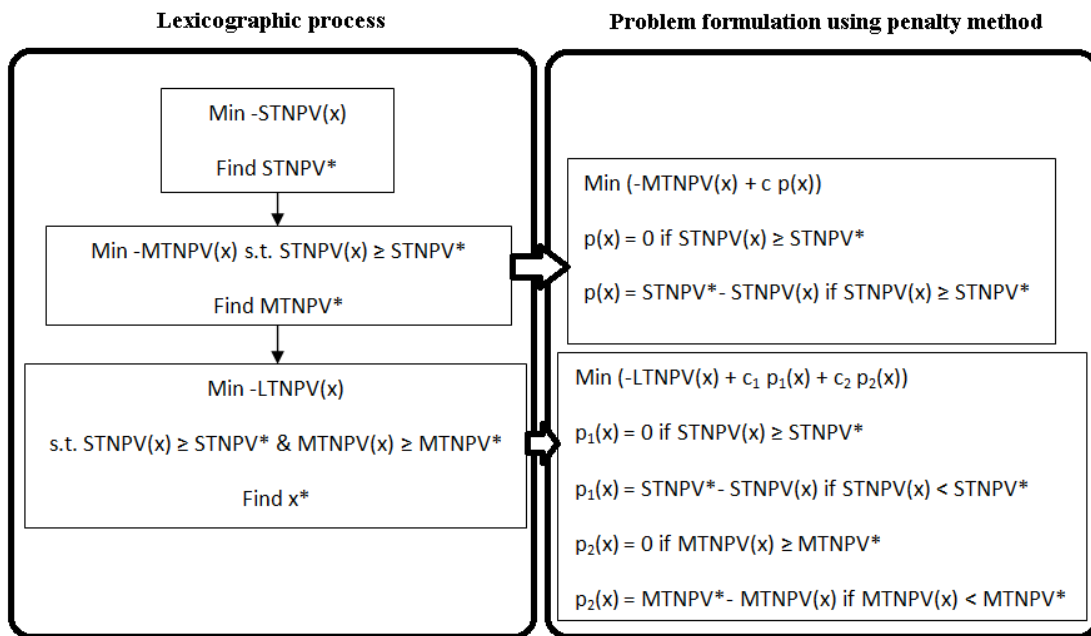 Lexicographic process
Min -STNPV(x)
Find STNPV*
Min -MTNPV(x) s.t. STNPV(x) ≥ STNPV*
Find MTNPV*
Min -LTNPV(x)
s.t. STNPV(x) ≥ STNPV* & MTNPV(x) ≥ MTNPV*
Find x*
Problem formulation using penalty method
Min (-MTNPV(x) + c p(x))
p(x) = 0 if STNPV(x) ≥ STNPV*
p(x) = STNPV*- STNPV(x) if STNPV(x) ≥ STNPV*
Min (-LTNPV(x) + c₁ p₁(x) + c₂ p₂(x))
p₁(x) = 0 if STNPV(x) ≥ STNPV*
p₁(x) = STNPV*- STNPV(x) if STNPV(x) < STNPV*
p₂(x) = 0 if MTNPV(x) ≥ MTNPV*
p₂(x) = MTNPV*- MTNPV(x) if MTNPV(x) < MTNPV*